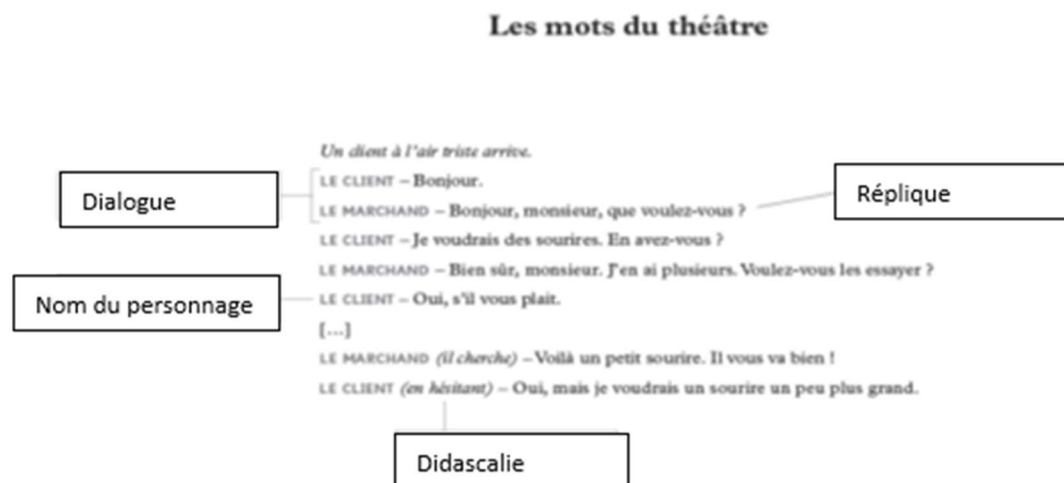 Les mots du théâtre
Un client à l'air triste arrive.
LE CLIENT – Bonjour.
Dialogue
LE MARCHAND – Bonjour, monsieur, que voulez-vous ?
Réplique
LE CLIENT – Je voudrais des sourires. En avez-vous ?
LE MARCHAND – Bien sûr, monsieur. J'en ai plusieurs. Voulez-vous les essayer ?
Nom du personnage
LE CLIENT – Oui, s'il vous plait.
[...]
LE MARCHAND (il cherche) – Voilà un petit sourire. Il vous va bien !
LE CLIENT (en hésitant) – Oui, mais je voudrais un sourire un peu plus grand.
Didascalie